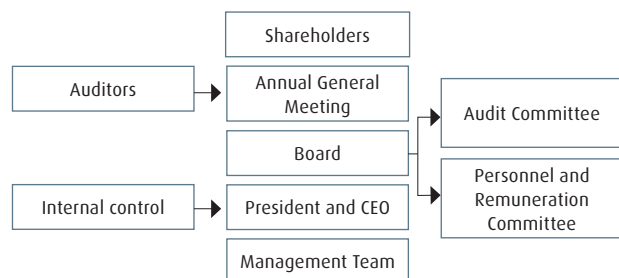 Shareholders
Auditors
Annual General
Meeting
Audit Committee
Board
Personnel and
Remuneration
Committee
Internal control
President and CEO
Management Team